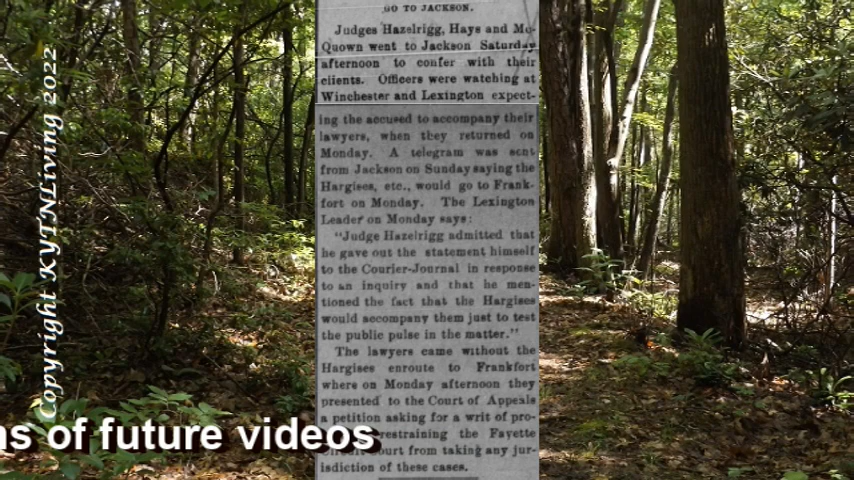 GO TO JACKSON.
Judges Hazelrigg, Hays and Mc-
Quown went to Jackson Saturday
afternoon to confer with their
clients. Officers were watching at
Winchester and Lexington expect-
ing the accused to accompany their
lawyers, when they returned on
Monday. A telegram was sent
from Jackson on Sunday saying the
Hargises, etc., would go to Frank-
fort on Monday. The Lexington
Leader on Monday says:
"Judge Hazelrigg admitted that
he gave out the statement himself
to the Courier-Journal in response
to an inquiry and that he men-
tioned the fact that the Hargises
would accompany them just to test
the public pulse in the matter."
The lawyers came without the
Hargises enroute to Frankfort
where on Monday afternoon they
presented to the Court of Appeals
a petition asking for a writ of pro-
restraining the Fayette
Circuit Court from taking any jur-
isdiction of these cases.
Copyright KYTNLiving 2022
ns of future videos